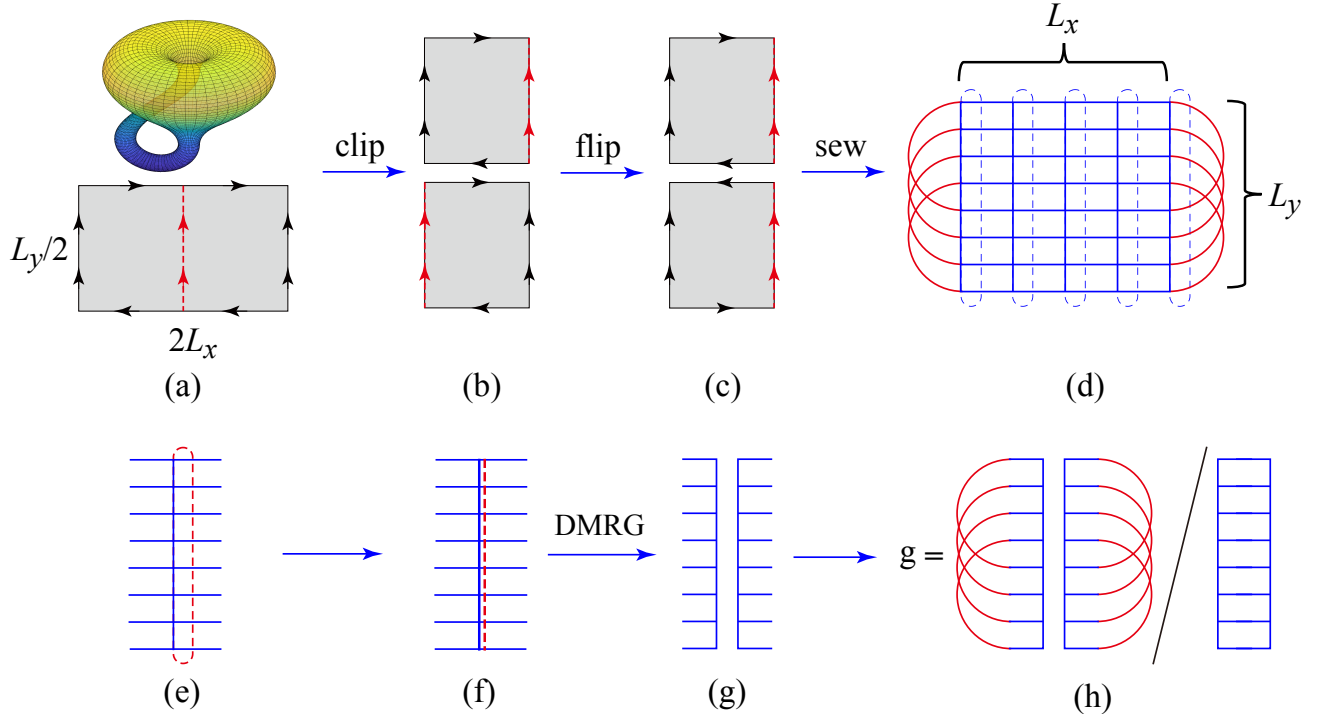 L_x
clip
flip
sew
L_y/2
L_y
2L_x
(a)
(b)
(c)
(d)
DMRG
g =
(e)
(f)
(g)
(h)